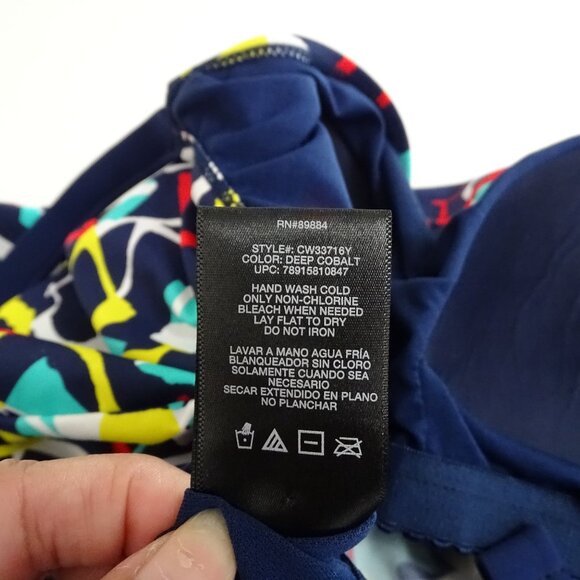 RN#89884
STYLE#: CW33716Y
COLOR: DEEP COBALT
UPC: 78915810847
HAND WASH COLD
ONLY NON-CHLORINE
BLEACH WHEN NEEDED
LAY FLAT TO DRY
DO NOT IRON
LAVAR A MANO AGUA FRÍA
BLANQUEADOR SIN CLORO
SOLAMENTE CUANDO SEA
NECESARIO
SECAR EXTENDIDO EN PLANO
NO PLANCHAR